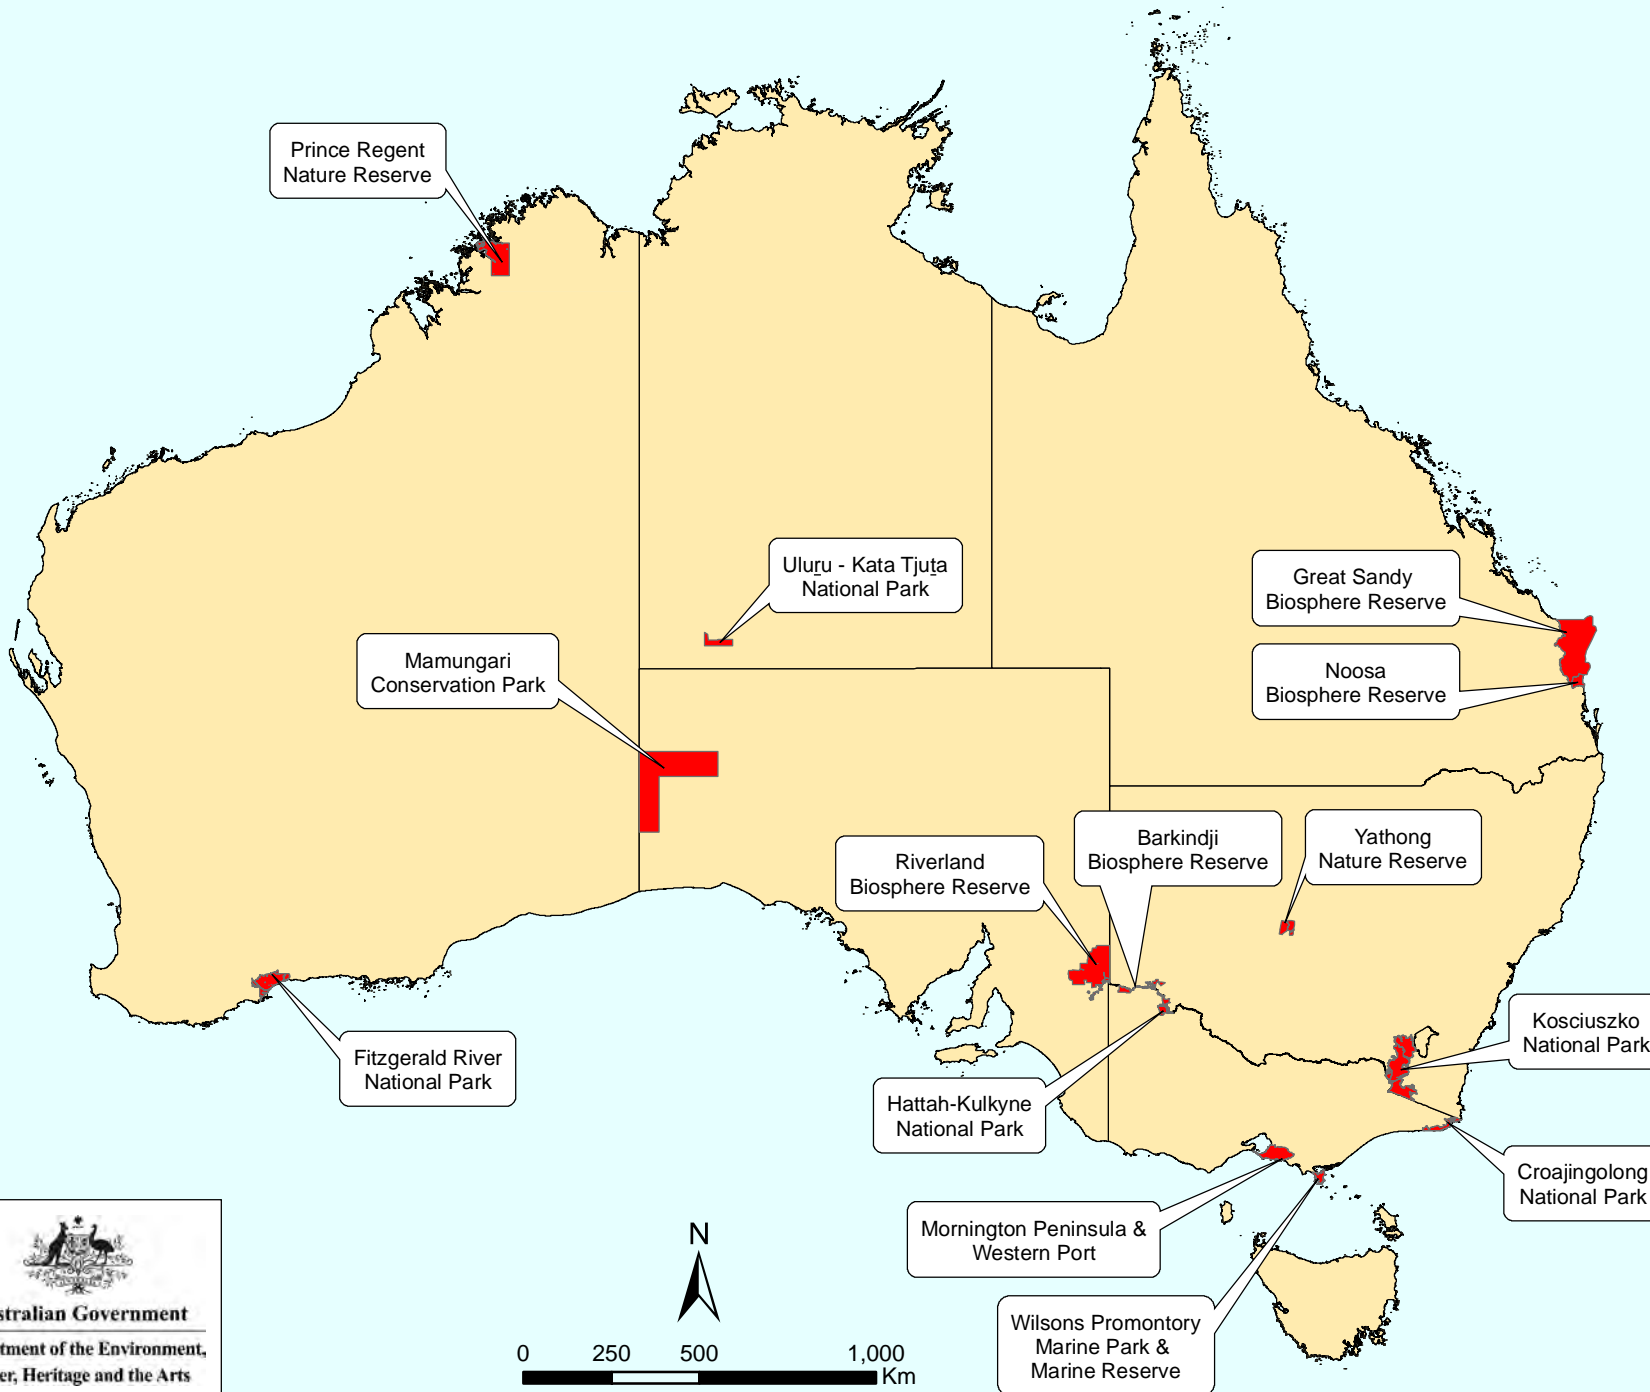 Prince Regent
Nature Reserve
Uluṟu - Kata Tjuṯa
National Park
Great Sandy
Biosphere Reserve
Mamungari
Conservation Park
Noosa
Biosphere Reserve
Riverland
Biosphere Reserve
Barkindji
Biosphere Reserve
Yathong
Nature Reserve
Fitzgerald River
National Park
Kosciuszko
National Park
Hattah-Kulkyne
National Park
Croajingolong
National Park
Mornington Peninsula &
Western Port
Wilsons Promontory
Marine Park &
Marine Reserve
N
0 250 500 1,000
Km
stralian Government
tment of the Environment,
er, Heritage and the Arts